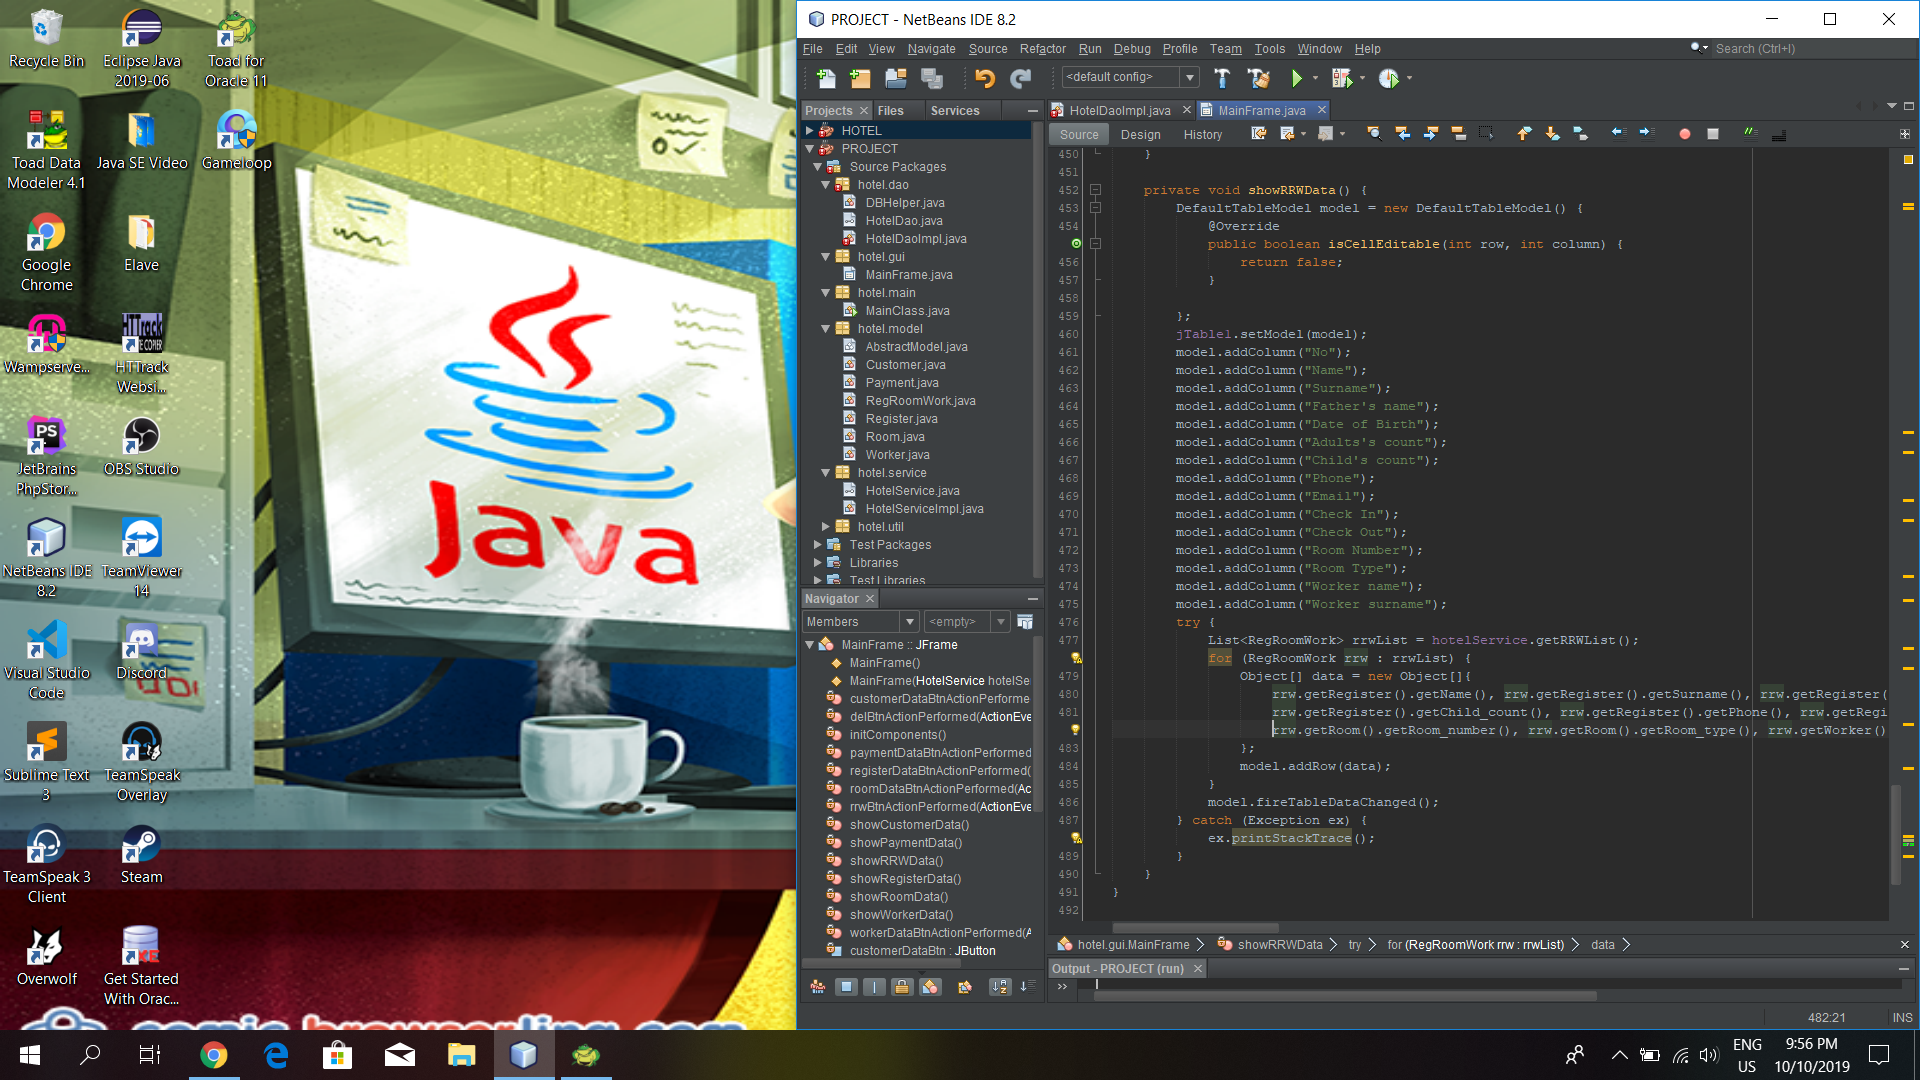 Recycle Bin
Eclipse Java
2019-06
Toad for
Oracle 11
Toad Data
Modeler 4.1
Java SE Video
Gameloop
Google
Chrome
Elave
Wampserve...
HTTrack
Websi...
JetBrains
PhpStor...
OBS Studio
NetBeans IDE
8.2
TeamViewer
14
Visual Studio
Code
Discord
Sublime Text
3
TeamSpeak
Overlay
TeamSpeak 3
Client
Steam
Overwolf
Get Started
With Orac...
Java
PROJECT - NetBeans IDE 8.2
File Edit View Navigate Source Refactor Run Debug Profile Team Tools Window Help
Search (Ctrl+I)
<default config>
Projects Files Services
HOTEL
PROJECT
Source Packages
hotel.dao
DBHelper.java
HotelDao.java
HotelDaoImpl.java
hotel.gui
MainFrame.java
hotel.main
MainClass.java
hotel.model
AbstractModel.java
Customer.java
Payment.java
RegRoomWork.java
Register.java
Room.java
Worker.java
hotel.service
HotelService.java
HotelServiceImpl.java
hotel.util
Test Packages
Libraries
Test Libraries
Navigator
Members <empty>
MainFrame :: JFrame
MainFrame()
MainFrame(HotelService hotelSe
customerDataBtnActionPerforme
delBtnActionPerformed(ActionEve
initComponents()
paymentDataBtnActionPerformed
registerDataBtnActionPerformed(
roomDataBtnActionPerformed(Ac
rrwBtnActionPerformed(ActionEve
showCustomerData()
showPaymentData()
showRRWData()
showRegisterData()
showRoomData()
showWorkerData()
workerDataBtnActionPerformed(A
customerDataBtn : JButton
HotelDaoImpl.java MainFrame.java
Source Design History
450 }
451
452 private void showRRWData() {
453 DefaultTableModel model = new DefaultTableModel() {
454 @Override
public boolean isCellEditable(int row, int column) {
456 return false;
457 }
458
459 };
460 jTable1.setModel(model);
461 model.addColumn("No");
462 model.addColumn("Name");
463 model.addColumn("Surname");
464 model.addColumn("Father's name");
465 model.addColumn("Date of Birth");
466 model.addColumn("Adults's count");
467 model.addColumn("Child's count");
468 model.addColumn("Phone");
469 model.addColumn("Email");
470 model.addColumn("Check In");
471 model.addColumn("Check Out");
472 model.addColumn("Room Number");
473 model.addColumn("Room Type");
474 model.addColumn("Worker name");
475 model.addColumn("Worker surname");
476 try {
477 List<RegRoomWork> rrwList = hotelService.getRRWList();
for (RegRoomWork rrw : rrwList) {
479 Object[] data = new Object[]{
480 rrw.getRegister().getName(), rrw.getRegister().getSurname(), rrw.getRegister(
481 rrw.getRegister().getChild_count(), rrw.getRegister().getPhone(), rrw.getRegi
rrw.getRoom().getRoom_number(), rrw.getRoom().getRoom_type(), rrw.getWorker()
483 };
484 model.addRow(data);
485 }
486 model.fireTableDataChanged();
487 } catch (Exception ex) {
ex.printStackTrace();
489 }
490 }
491 }
492
hotel.gui.MainFrame showRRWData try for (RegRoomWork rrw : rrwList) data
Output - PROJECT (run)
482:21 INS
ENG
US
9:56 PM
10/10/2019